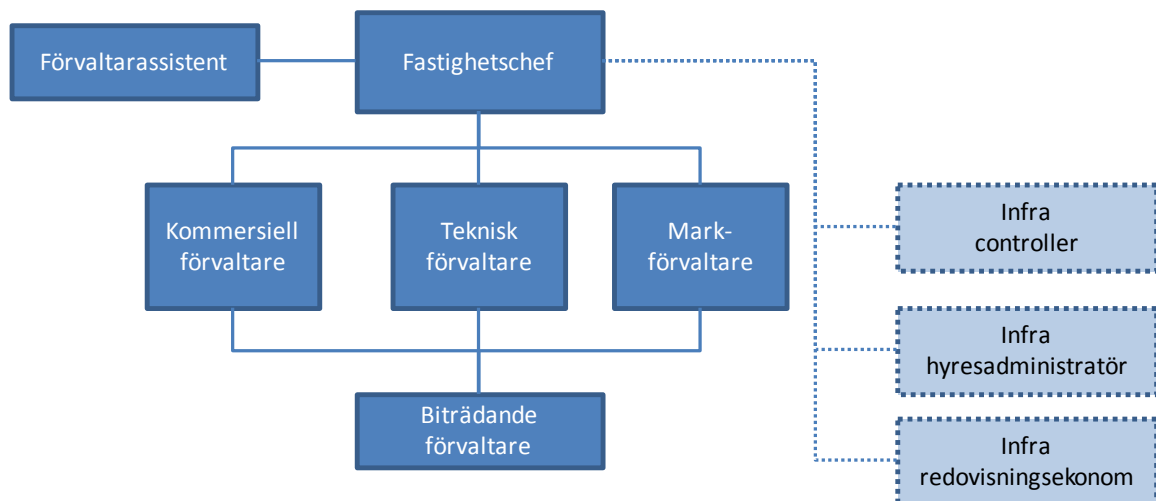 Förvaltarassistent
Fastighetschef
Kommersiell
förvaltare
Teknisk
förvaltare
Mark-
förvaltare
Infra
controller
Infra
hyresadministratör
Biträdande
förvaltare
Infra
redovisningsekonom